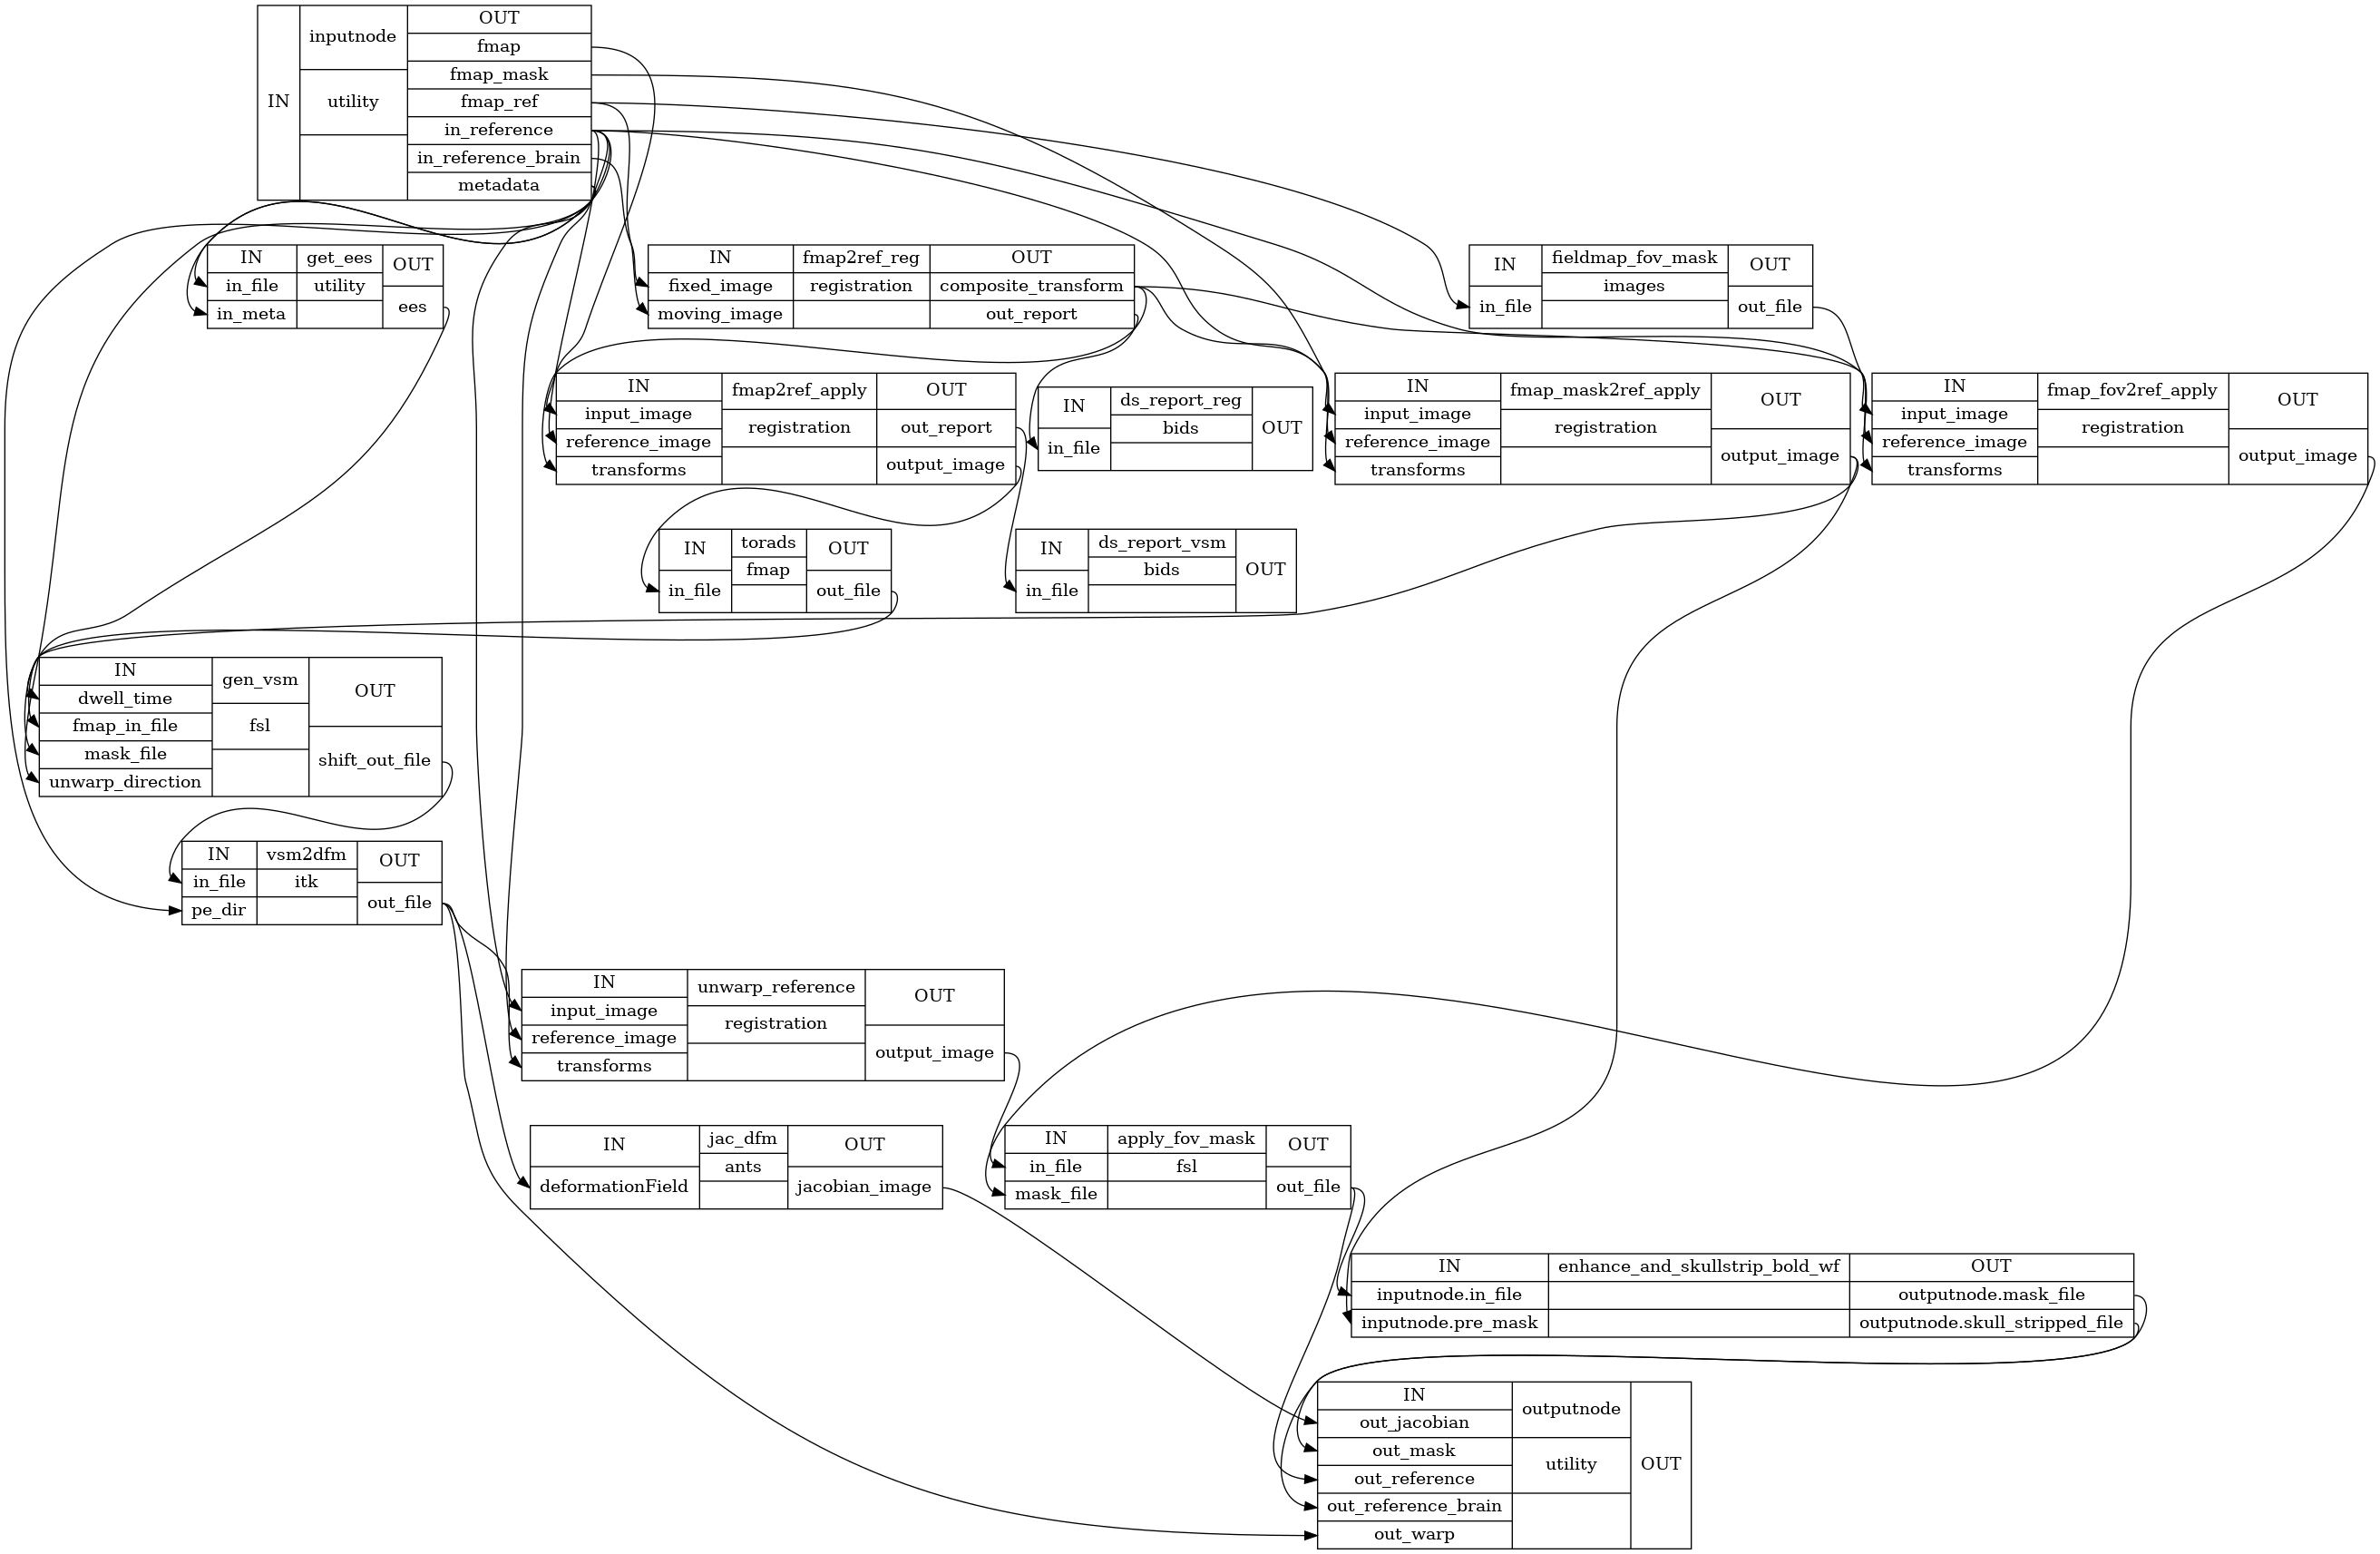 IN
inputnode
utility
OUT
fmap
fmap_mask
fmap_ref
in_reference
in_reference_brain
metadata
IN
in_file
in_meta
get_ees
utility
OUT
ees
IN
fixed_image
moving_image
fmap2ref_reg
registration
OUT
composite_transform
out_report
IN
in_file
fieldmap_fov_mask
images
OUT
out_file
IN
input_image
reference_image
transforms
fmap2ref_apply
registration
OUT
out_report
output_image
IN
in_file
ds_report_reg
bids
OUT
IN
input_image
reference_image
transforms
fmap_mask2ref_apply
registration
OUT
output_image
IN
input_image
reference_image
transforms
fmap_fov2ref_apply
registration
OUT
output_image
IN
in_file
torads
fmap
OUT
out_file
IN
in_file
ds_report_vsm
bids
OUT
IN
dwell_time
fmap_in_file
mask_file
unwarp_direction
gen_vsm
fsl
OUT
shift_out_file
IN
in_file
pe_dir
vsm2dfm
itk
OUT
out_file
IN
input_image
reference_image
transforms
unwarp_reference
registration
OUT
output_image
IN
deformationField
jac_dfm
ants
OUT
jacobian_image
IN
in_file
mask_file
apply_fov_mask
fsl
OUT
out_file
IN
inputnode.in_file
inputnode.pre_mask
enhance_and_skullstrip_bold_wf
OUT
outputnode.mask_file
outputnode.skull_stripped_file
IN
out_jacobian
out_mask
out_reference
out_reference_brain
out_warp
outputnode
utility
OUT